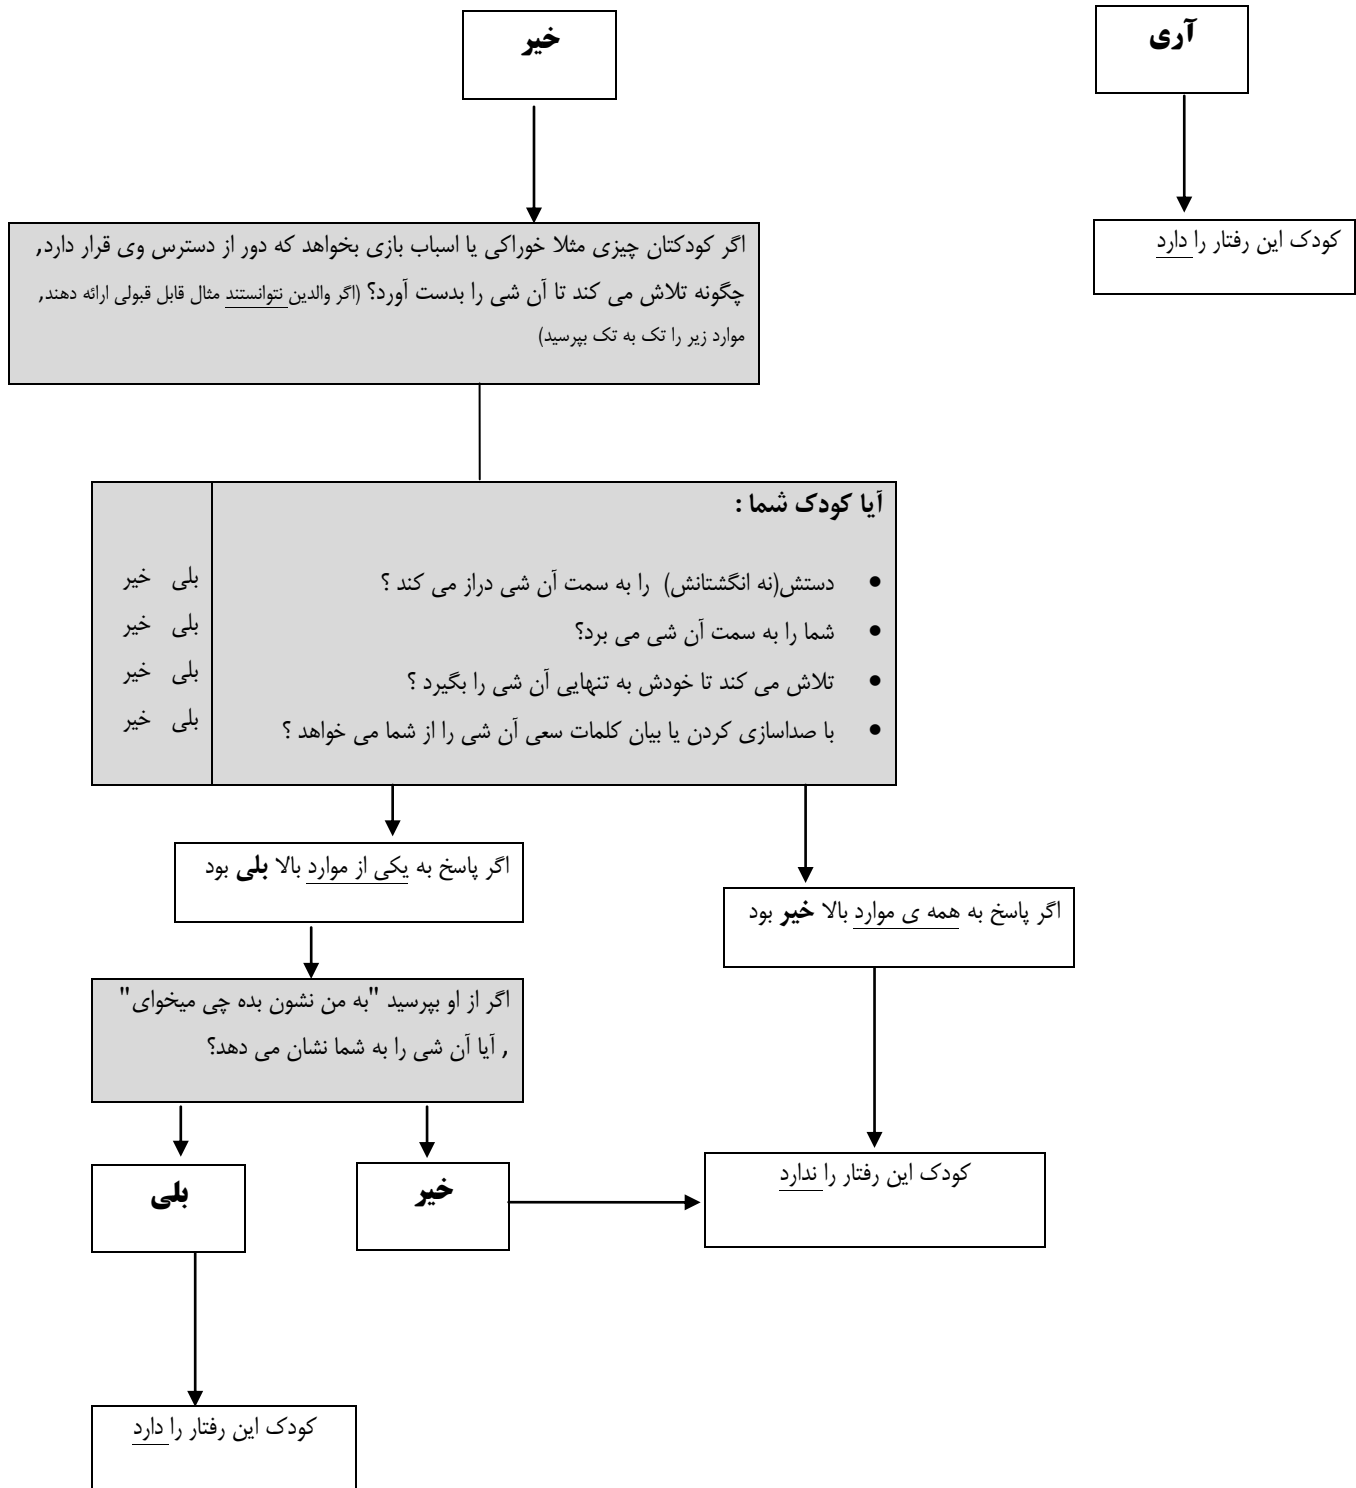 آری
خیر
کودک این رفتار را دارد
اگر کودکتان چیزی مثلا خوراکی یا اسباب بازی بخواهد که دور از دسترس وی قرار دارد,
چگونه تلاش می کند تا آن شی را بدست آورد؟ (اگر والدین نتوانستند مثال قابل قبولی ارائه دهند,
موارد زیر را تک به تک بپرسید)
آیا کودک شما :
• دستش(نه انگشتانش) را به سمت آن شی دراز می کند ؟ بلی خیر
• شما را به سمت آن شی می برد؟ بلی خیر
• تلاش می کند تا خودش به تنهایی آن شی را بگیرد ؟ بلی خیر
• با صداسازی کردن یا بیان کلمات سعی آن شی را از شما می خواهد ؟ بلی خیر
اگر پاسخ به یکی از موارد بالا بلی بود
اگر پاسخ به همه ی موارد بالا خیر بود
اگر از او بپرسید "به من نشون بده چی میخوای"
, آیا آن شی را به شما نشان می دهد؟
کودک این رفتار را ندارد
خیر
بلی
کودک این رفتار را دارد